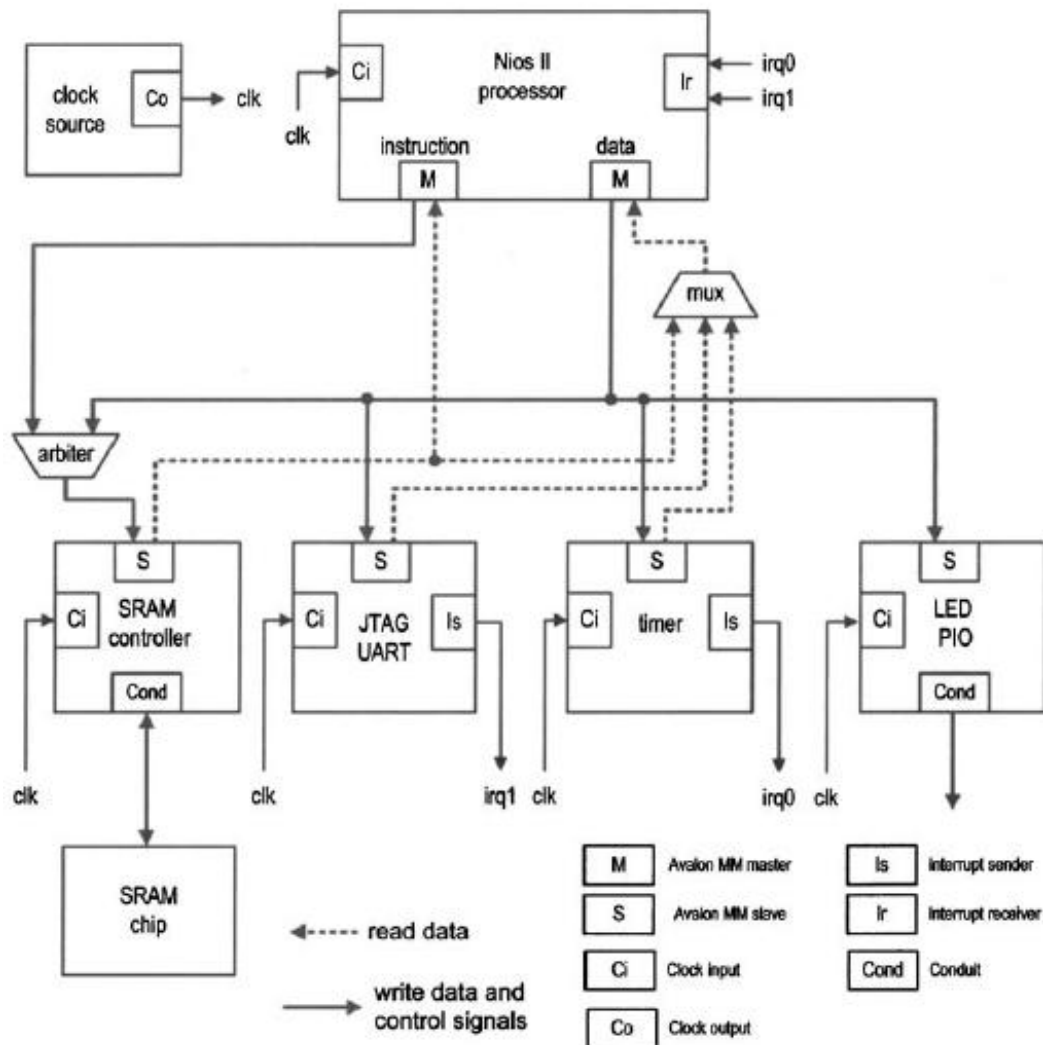 clock
source
Co
clk
Ci
clk
Nios II
processor
Ir
irq0
irq1
instruction
M
data
M
mux
arbiter
S
Ci
SRAM
controller
Cond
clk
S
Ci
JTAG
UART
Is
clk
irq1
S
Ci
timer
Is
clk
irq0
S
Ci
LED
PIO
Cond
clk
SRAM
chip
read data
write data and
control signals
M Avalon MM master
S Avalon MM slave
Ci Clock input
Co Clock output
Is Interrupt sender
Ir Interrupt receiver
Cond Conduit